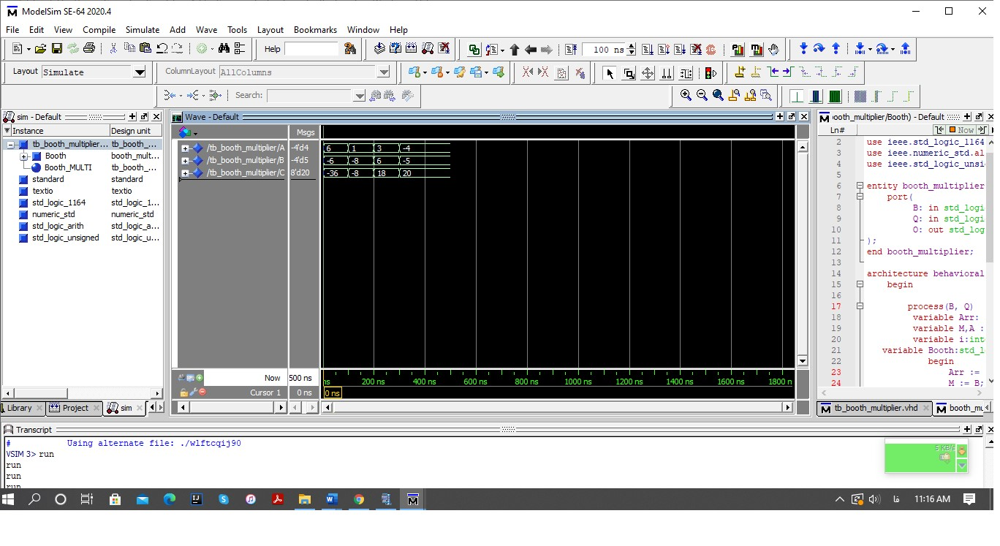 ModelSim SE-64 2020.4
File Edit View Compile Simulate Add Wave Tools Layout Bookmarks Window Help
Help 100 ns
Layout Simulate ColumnLayout AllColumns
Search:
sim - Default
Instance Design unit
tb_booth_multiplier... tb_booth_...
Booth booth_mult...
Booth_MULTI tb_booth_...
standard standard
textio textio
std_logic_1164 std_logic_1...
numeric_std numeric_std
std_logic_arith std_logic_a...
std_logic_unsigned std_logic_u...
Library Project sim
Wave - Default
Msgs
/tb_booth_multiplier/A -4'd4 6 1 3 -4
/tb_booth_multiplier/B -4'd5 -6 -8 6 -5
/tb_booth_multiplier/C 8'd20 -36 -8 18 20
Now 500 ns
ns 200 ns 400 ns 600 ns 800 ns 1000 ns 1200 ns 1400 ns 1600 ns 1800 n
Cursor 1 0 ns 0 ns
ooth_multiplier/Booth) - Default
Ln# Now
2 use ieee.std_logic_1164
3 use ieee.numeric_std.al
4 use ieee.std_logic_unsi
5
6 entity booth_multiplier
7 port(
8 B: in std_logi
9 Q: in std_logi
10 O: out std_log
11 );
12 end booth_multiplier;
13
14 architecture behavioral
15 begin
16
17 process(B, Q)
18 variable Arr:
19 variable M,A :
20 variable i:int
21 variable Booth:std_l
22 begin
23 Arr :=
24 M := B;
tb_booth_multiplier.vhd booth_mu
Transcript
# Using alternate file: ./wlftcqij90
VSIM 3> run
run
run
run
5 KB/s
فا 11:16 AM